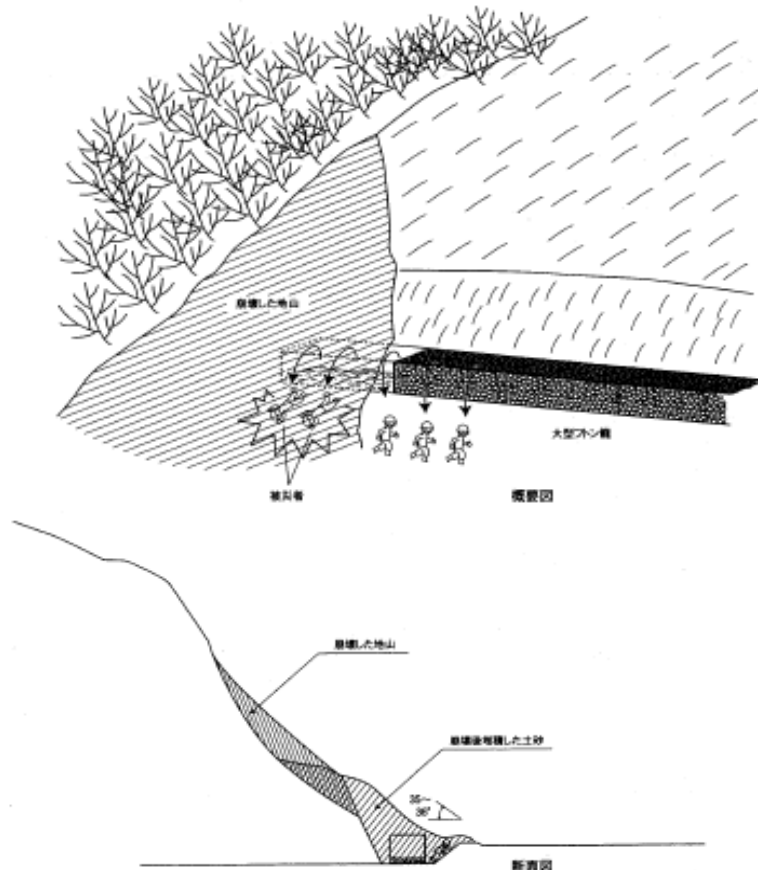 崩壊した地山
大型フトン籠
被災者
概要図
崩壊した地山
崩壊後堆積した土砂
35～
36°
断面図